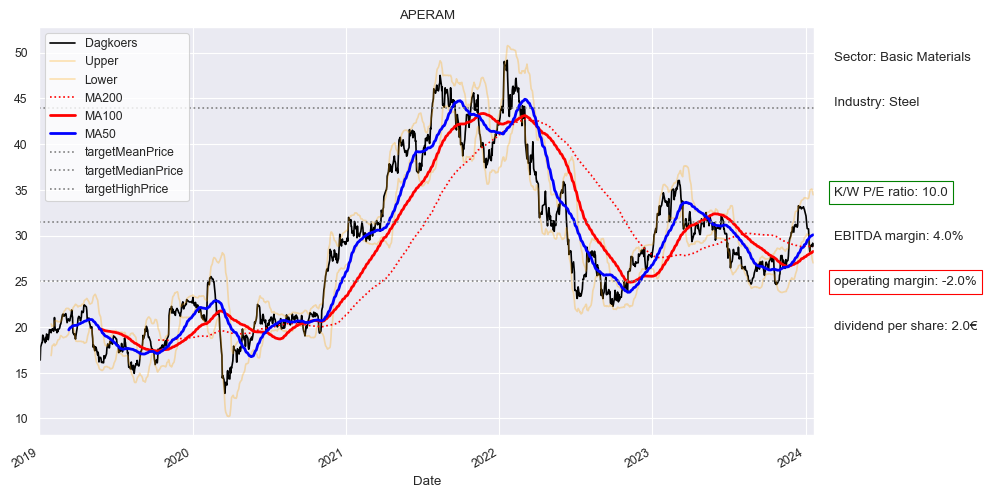 APERAM
Dagkoers
Upper
Lower
MA200
MA100
MA50
targetMeanPrice
targetMedianPrice
targetHighPrice
50
45
40
35
30
25
20
15
10
2019
2020
2021
2022
2023
2024
Date
Sector: Basic Materials
Industry: Steel
K/W P/E ratio: 10.0
EBITDA margin: 4.0%
operating margin: -2.0%
dividend per share: 2.0€